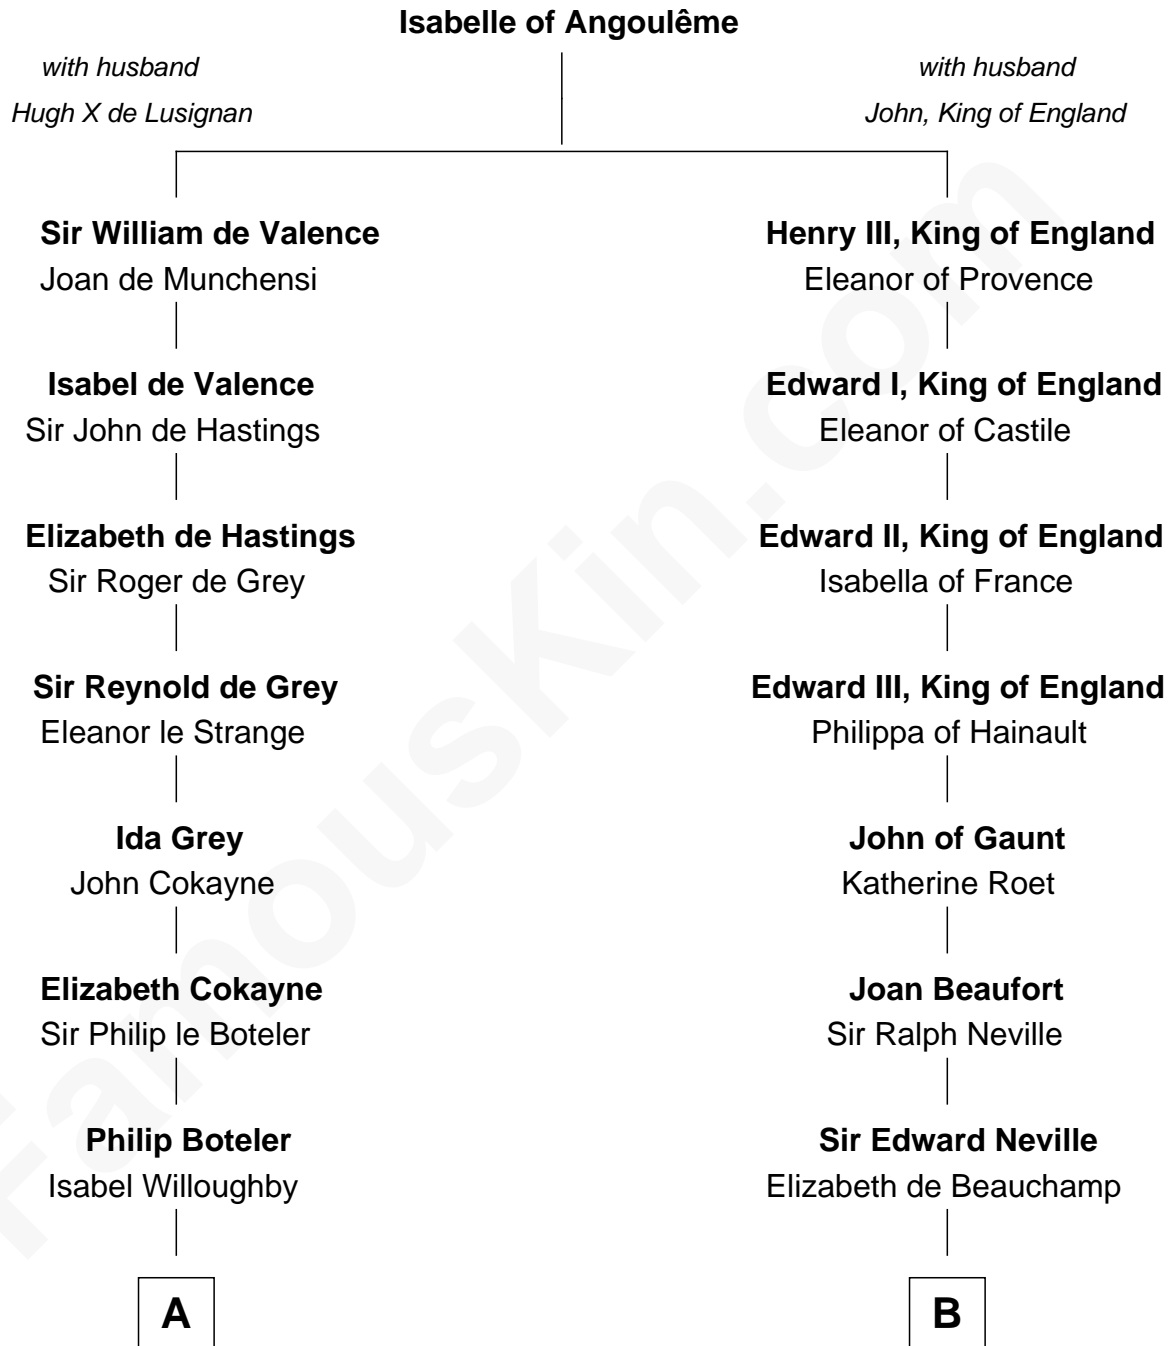 Isabelle of Angoulême
with husband
Hugh X de Lusignan
with husband
John, King of England
Sir William de Valence
Joan de Munchensi
Henry III, King of England
Eleanor of Provence
Isabel de Valence
Sir John de Hastings
Edward I, King of England
Eleanor of Castile
Elizabeth de Hastings
Sir Roger de Grey
Edward II, King of England
Isabella of France
Sir Reynold de Grey
Eleanor le Strange
Edward III, King of England
Philippa of Hainault
Ida Grey
John Cokayne
John of Gaunt
Katherine Roet
Elizabeth Cokayne
Sir Philip le Boteler
Joan Beaufort
Sir Ralph Neville
Philip Boteler
Isabel Willoughby
Sir Edward Neville
Elizabeth de Beauchamp
A
B
FamousKin.com